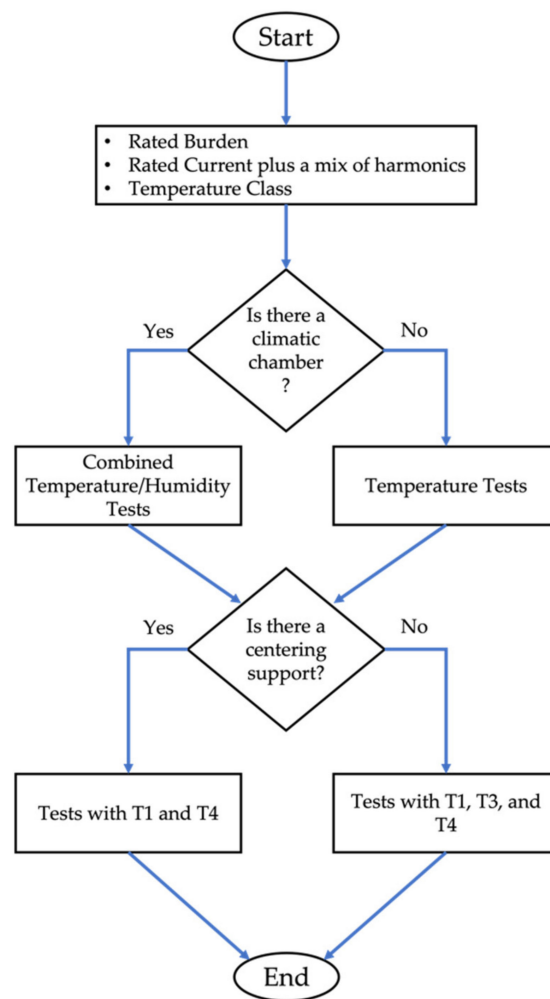 Start
• Rated Burden
• Rated Current plus a mix of harmonics
• Temperature Class
Is there a
climatic
chamber
?
Yes
No
Combined
Temperature/Humidity
Tests
Temperature Tests
Is there a
centering
support?
Yes
No
Tests with T1 and T4
Tests with T1, T3, and
T4
End